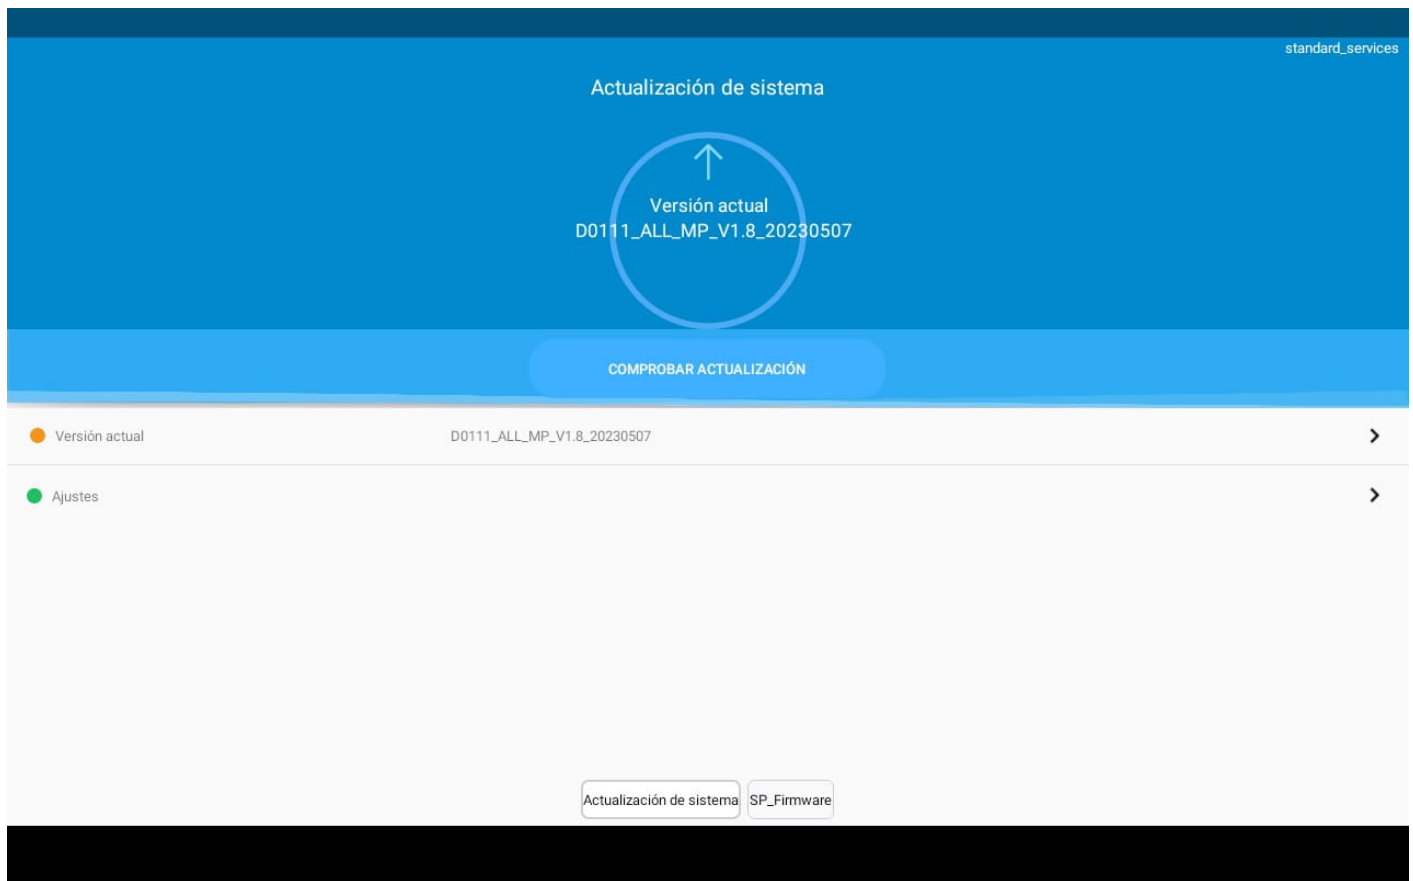 standard_services
Actualización de sistema
Versión actual
D0111_ALL_MP_V1.8_20230507
COMPROBAR ACTUALIZACIÓN
Versión actual D0111_ALL_MP_V1.8_20230507
Ajustes
Actualización de sistema SP_Firmware